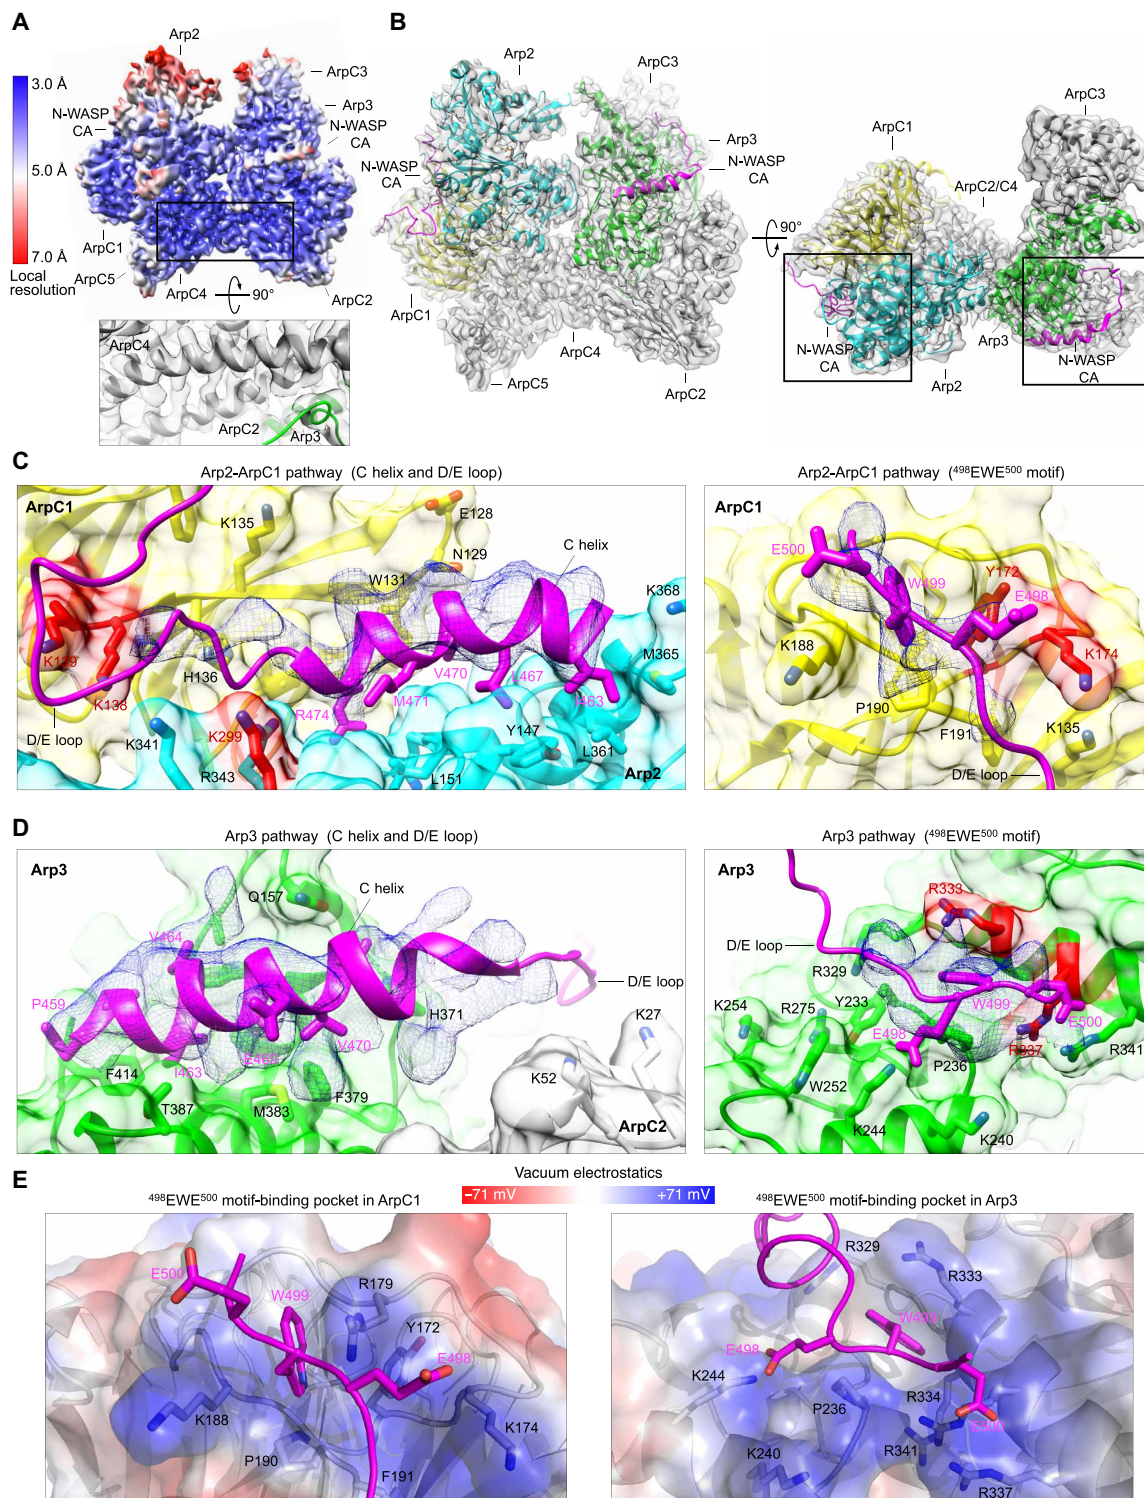 A
Arp2
ArpC3
3.0 Å
Arp3
N-WASP
CA
N-WASP
CA
5.0 Å
ArpC1
7.0 Å
ArpC5
Local
resolution
ArpC4
90°
ArpC2
ArpC4
ArpC2
Arp3
B
Arp2
ArpC3
Arp3
N-WASP
CA
N-WASP
CA
ArpC1
ArpC4
ArpC5
ArpC2
90°
ArpC3
ArpC1
ArpC2/C4
N-WASP
CA
Arp3
Arp2
N-WASP
CA
C
Arp2-ArpC1 pathway (C helix and D/E loop)
ArpC1
K135
E128
N129
C helix
W131
K368
M365
K139
H136
V470
L467
I463
K138
M471
R474
D/E loop
K341
K299
Y147
L361
R343
L151
Arp2
Arp2-ArpC1 pathway (⁴⁹⁸EWE⁵⁰⁰ motif)
ArpC1
E500
W499
Y172
E498
K188
K174
P190
F191
K135
D/E loop
D
Arp3 pathway (C helix and D/E loop)
Arp3
Q157
C helix
V464
P459
D/E loop
H371
K27
E466
V470
F414
I463
K52
F379
T387
M383
ArpC2
Arp3 pathway (⁴⁹⁸EWE⁵⁰⁰ motif)
Arp3
R333
D/E loop
R329
W499
K254
R275
Y233
E498
E500
R337
R341
P236
W252
K244
K240
E
Vacuum electrostatics
–71 mV
+71 mV
⁴⁹⁸EWE⁵⁰⁰ motif-binding pocket in ArpC1
E500
W499
R179
Y172
E498
K188
K174
P190
F191
⁴⁹⁸EWE⁵⁰⁰ motif-binding pocket in Arp3
R329
R333
W499
E498
K244
R334
P236
E500
R341
K240
R337